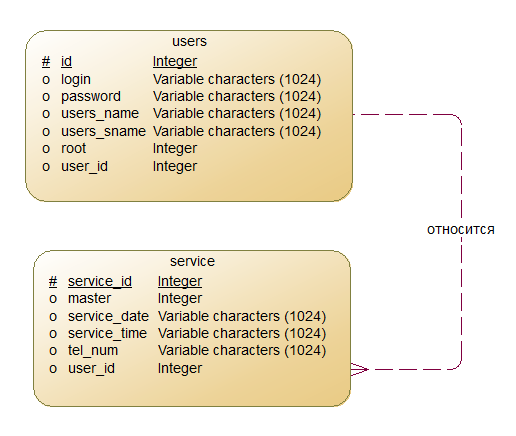 users
# id Integer
o login Variable characters (1024)
o password Variable characters (1024)
o users_name Variable characters (1024)
o users_sname Variable characters (1024)
o root Integer
o user_id Integer
относится
service
# service_id Integer
o master Integer
o service_date Variable characters (1024)
o service_time Variable characters (1024)
o tel_num Variable characters (1024)
o user_id Integer